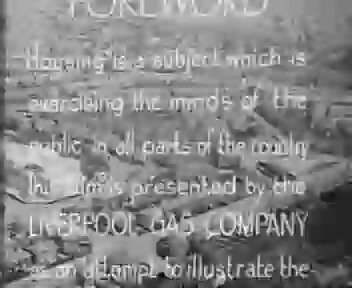 FOREWORD
Housing is a subject which is
exercising the minds of the
public in all parts of the country
This film is presented by the
LIVERPOOL GAS COMPANY
as an attempt to illustrate the